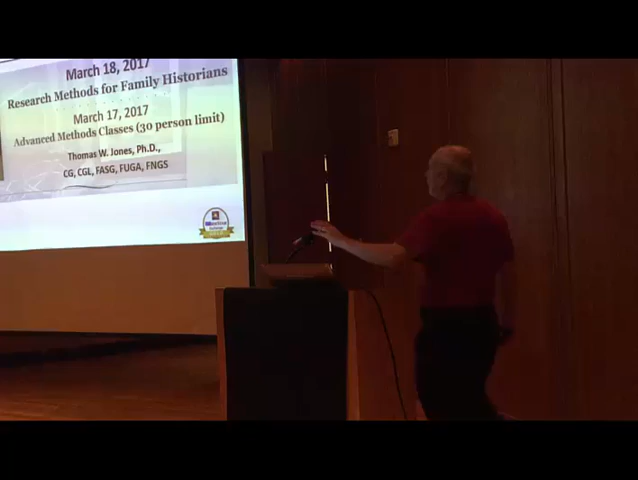 March 18, 2017
Research Methods for Family Historians
March 17, 2017
Advanced Methods Classes (30 person limit)
Thomas W. Jones, Ph.D.,
CG, CGL, FASG, FUGA, FNGS